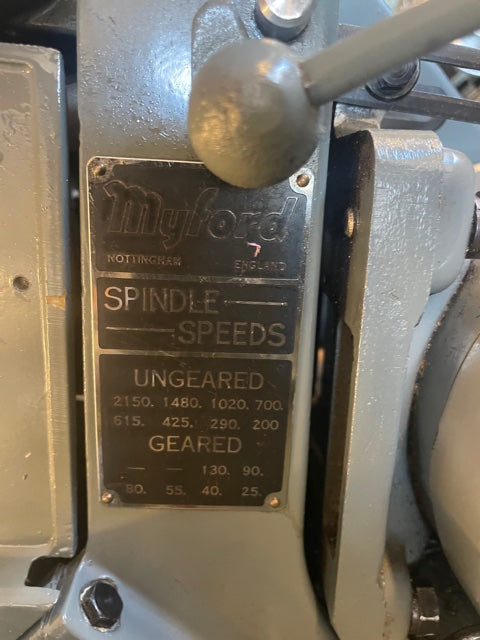 Myford
NOTTINGHAM ENGLAND
SPINDLE
SPEEDS
UNGEARED
2150. 1480. 1020. 700.
615. 425. 290. 200
GEARED
— — 130. 90.
80. 55. 40. 25.